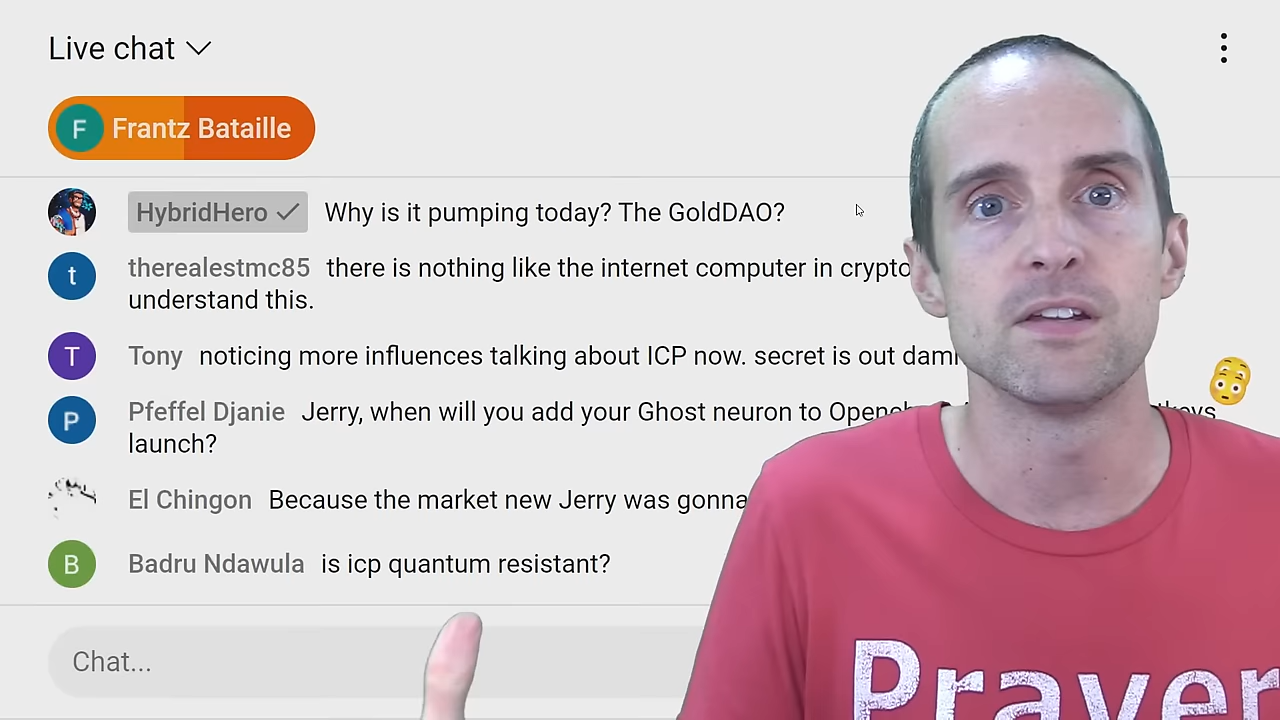 Live chat
F Frantz Bataille
HybridHero Why is it pumping today? The GoldDAO?
t therealestmc85 there is nothing like the internet computer in crypto
understand this.
T Tony noticing more influences talking about ICP now. secret is out
P Pfeffel Djanie Jerry, when will you add your Ghost neuron to
launch?
El Chingon Because the market new Jerry was gonna
B Badru Ndawula is icp quantum resistant?
Chat...
Prayer